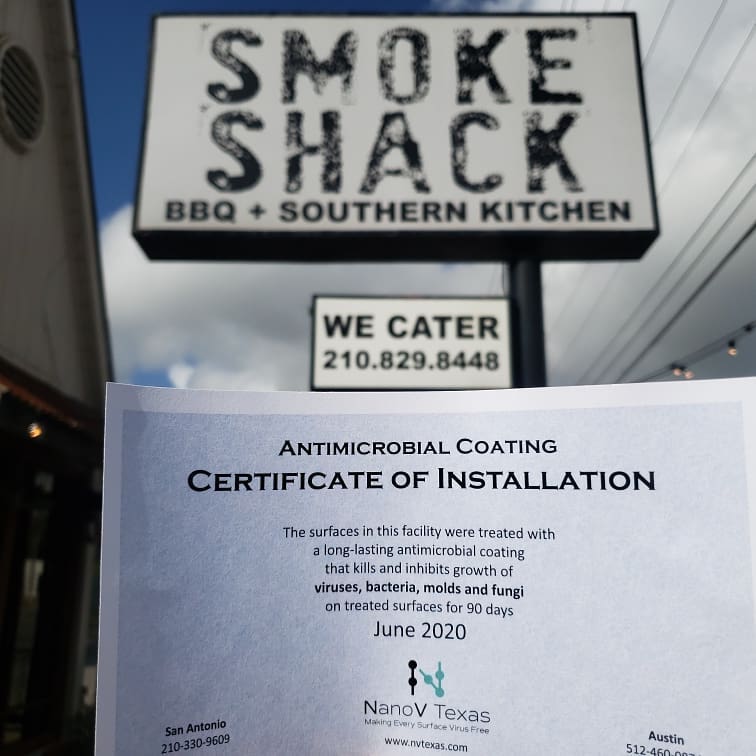 SMOKE
SHACK
BBQ + SOUTHERN KITCHEN
WE CATER
210.829.8448
ANTIMICROBIAL COATING
CERTIFICATE OF INSTALLATION
The surfaces in this facility were treated with
a long-lasting antimicrobial coating
that kills and inhibits growth of
viruses, bacteria, molds and fungi
on treated surfaces for 90 days
June 2020
NanoV Texas
Making Every Surface Virus Free
www.nvtexas.com
San Antonio
210-330-9609
Austin